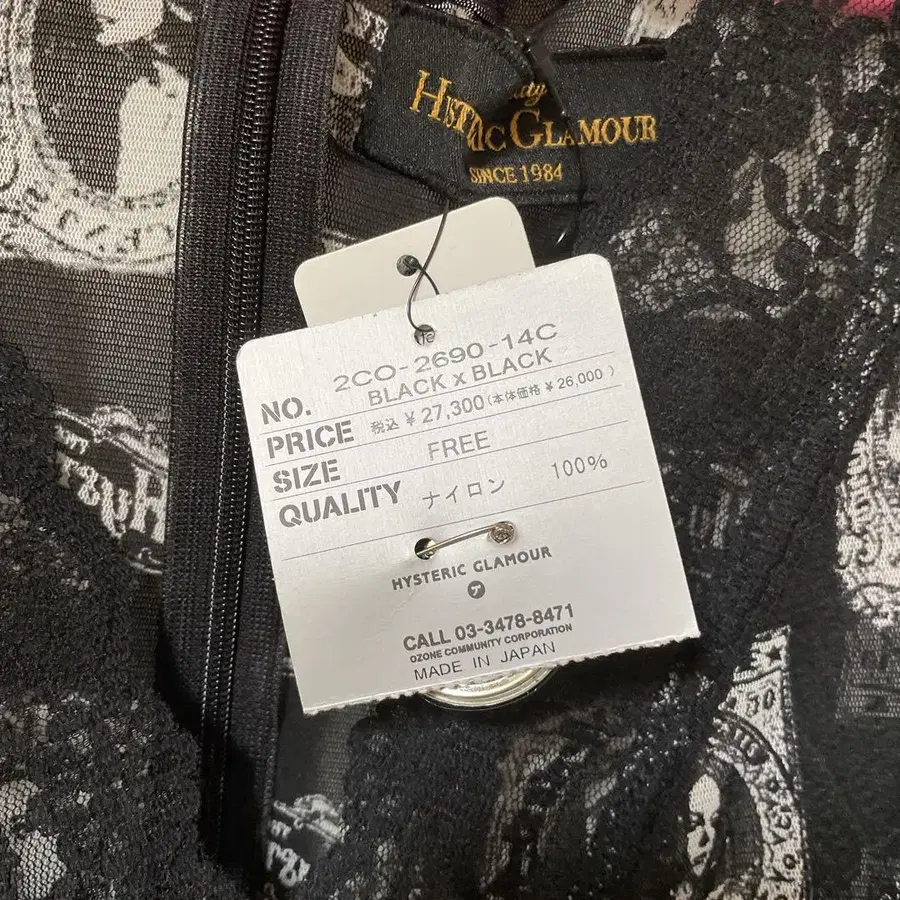 HYSTERIC GLAMOUR
SINCE 1984
NO. 2CO-2690-14C
BLACK x BLACK
PRICE 税込 ¥27,300(本体価格 ¥26,000 )
SIZE FREE
QUALITY ナイロン 100%
HYSTERIC GLAMOUR
CALL 03-3478-8471
OZONE COMMUNITY CORPORATION
MADE IN JAPAN